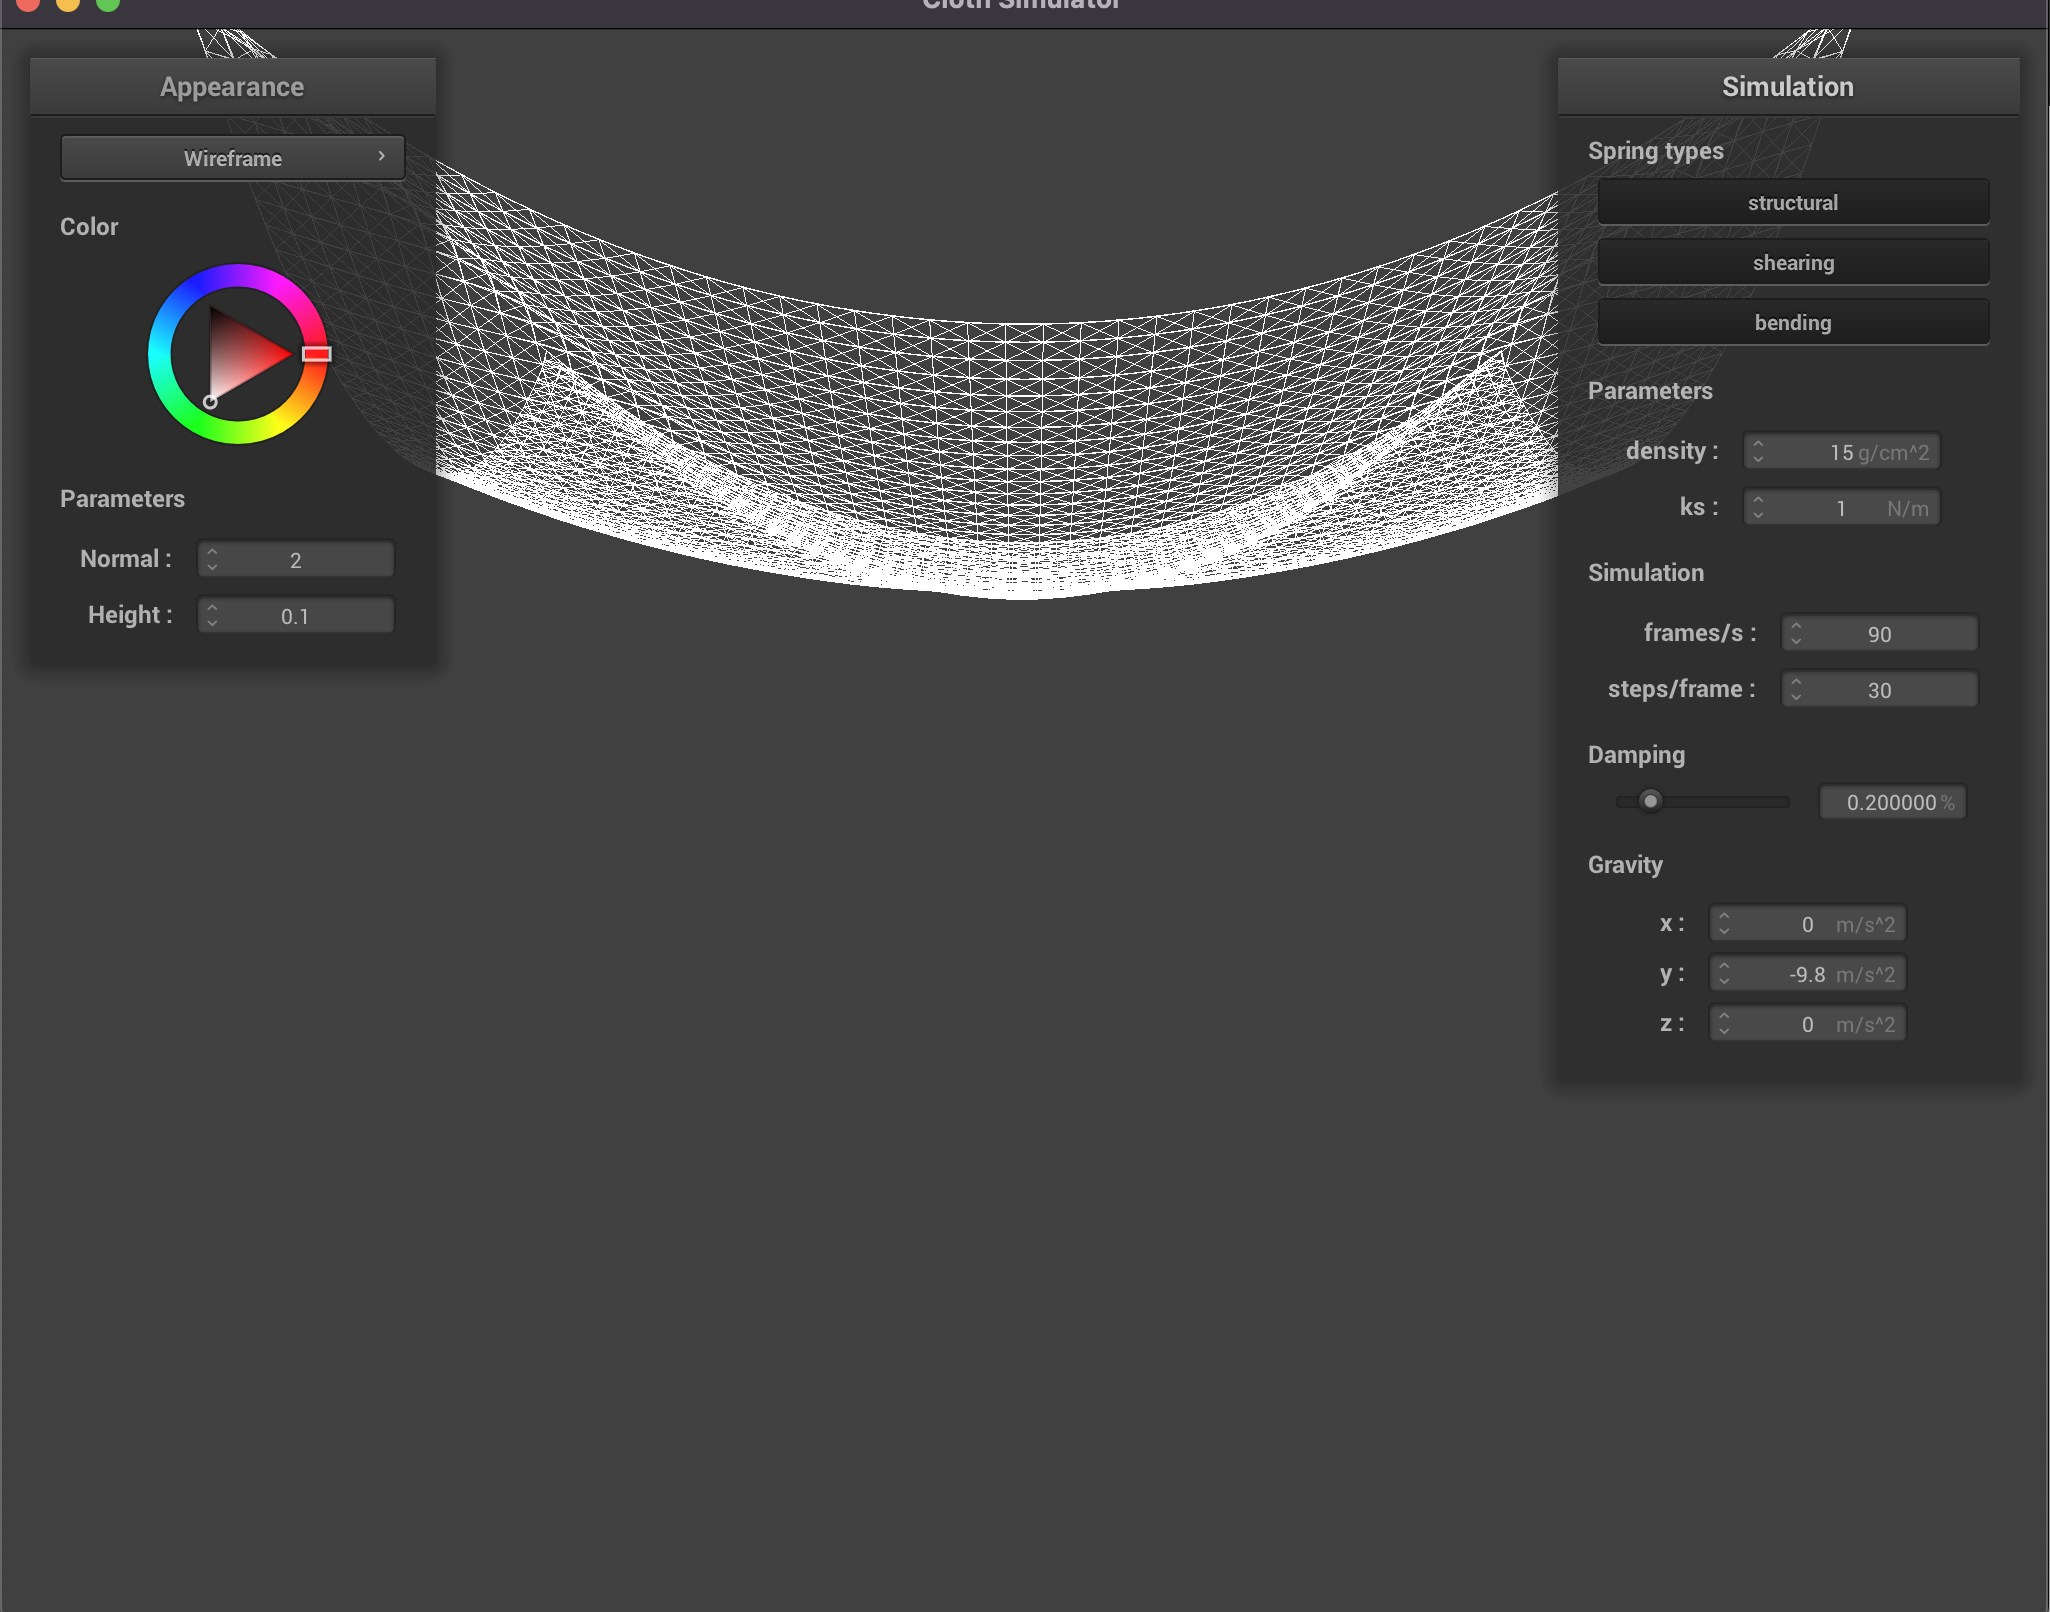 Cloth Simulator
Appearance
Wireframe
Color
Parameters
Normal : 2
Height : 0.1
Simulation
Spring types
structural
shearing
bending
Parameters
density : 15 g/cm^2
ks : 1 N/m
Simulation
frames/s : 90
steps/frame : 30
Damping
0.200000 %
Gravity
x : 0 m/s^2
y : -9.8 m/s^2
z : 0 m/s^2